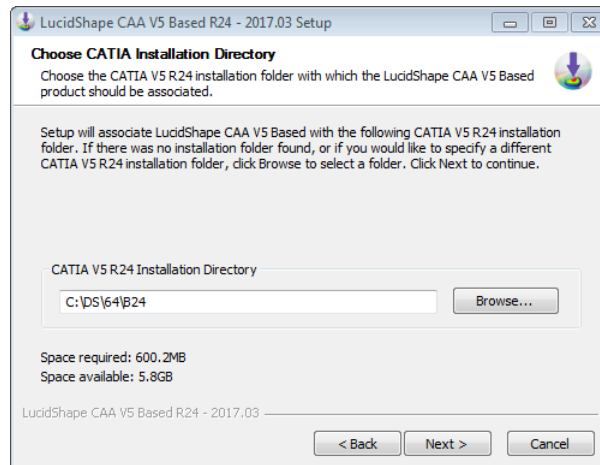 LucidShape CAA V5 Based R24 - 2017.03 Setup
Choose CATIA Installation Directory
Choose the CATIA V5 R24 installation folder with which the LucidShape CAA V5 Based
product should be associated.
Setup will associate LucidShape CAA V5 Based with the following CATIA V5 R24 installation
folder. If there was no installation folder found, or if you would like to specify a different
CATIA V5 R24 installation folder, click Browse to select a folder. Click Next to continue.
CATIA V5 R24 Installation Directory
C:\DS\64\B24
Browse...
Space required: 600.2MB
Space available: 5.8GB
LucidShape CAA V5 Based R24 - 2017.03
< Back
Next >
Cancel